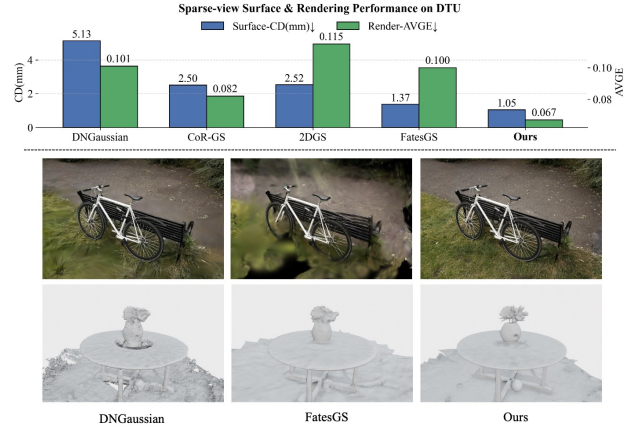 Sparse-view Surface & Rendering Performance on DTU
Surface-CD(mm)↓ Render-AVGE↓
5.13 0.101 2.50 0.082 2.52 0.115 1.37 0.100 1.05 0.067
CD(mm)
4
2
0
0.10
0.08
AVGE
DNGaussian CoR-GS 2DGS FatesGS Ours
DNGaussian FatesGS Ours